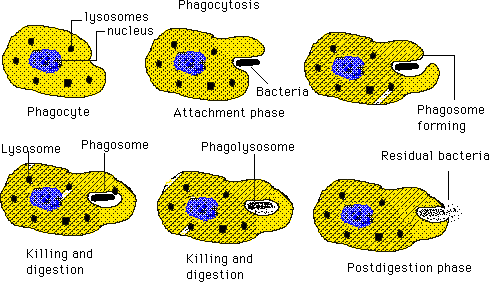 Phagocytosis
lysosomes
nucleus
Bacteria
Phagocyte
Attachment phase
Phagosome
forming
Lysosome
Phagosome
Phagolysosome
Residual bacteria
Killing and
digestion
Killing and
digestion
Postdigestion phase